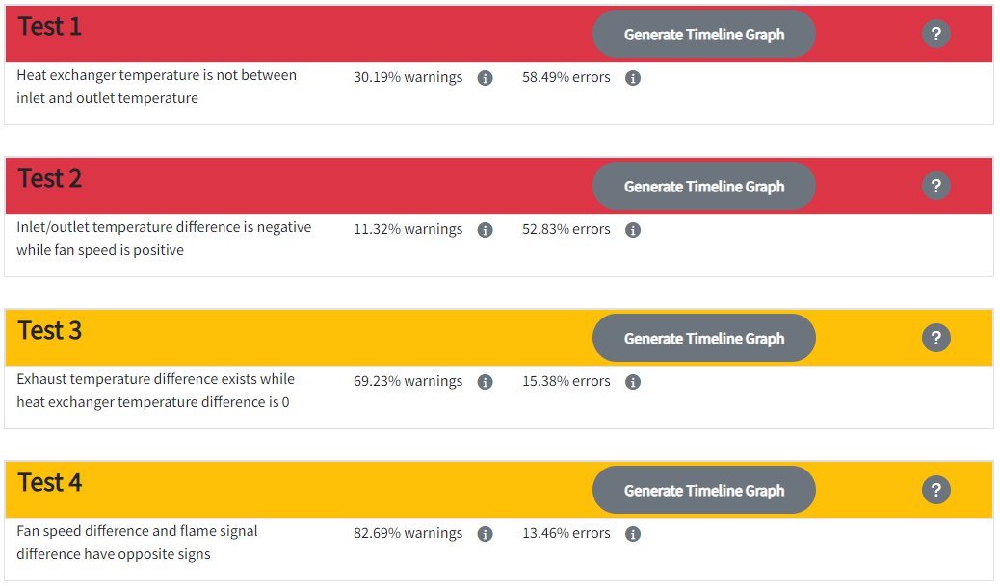 Test 1
Generate Timeline Graph
?
Heat exchanger temperature is not between
inlet and outlet temperature
30.19% warnings
i
58.49% errors
i
Test 2
Generate Timeline Graph
?
Inlet/outlet temperature difference is negative
while fan speed is positive
11.32% warnings
i
52.83% errors
i
Test 3
Generate Timeline Graph
?
Exhaust temperature difference exists while
heat exchanger temperature difference is 0
69.23% warnings
i
15.38% errors
i
Test 4
Generate Timeline Graph
?
Fan speed difference and flame signal
difference have opposite signs
82.69% warnings
i
13.46% errors
i